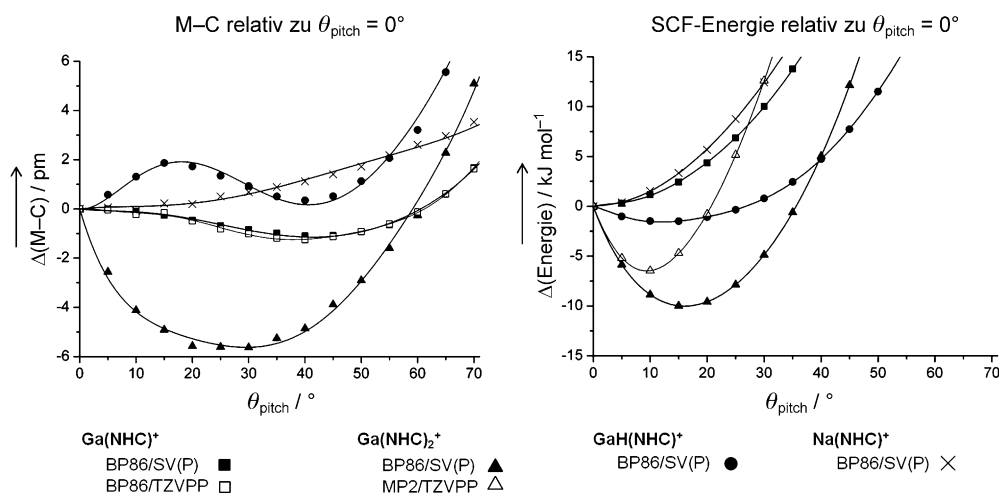 M–C relativ zu θpitch = 0°
6
4
2
0
-2
-4
-6
Δ(M–C) / pm
0 10 20 30 40 50 60 70
θpitch / °
SCF-Energie relativ zu θpitch = 0°
15
10
5
0
-5
-10
-15
Δ(Energie) / kJ mol⁻¹
0 10 20 30 40 50 60 70
θpitch / °
Ga(NHC)⁺
BP86/SV(P)
BP86/TZVPP
Ga(NHC)₂⁺
BP86/SV(P)
MP2/TZVPP
GaH(NHC)⁺
BP86/SV(P)
Na(NHC)⁺
BP86/SV(P)